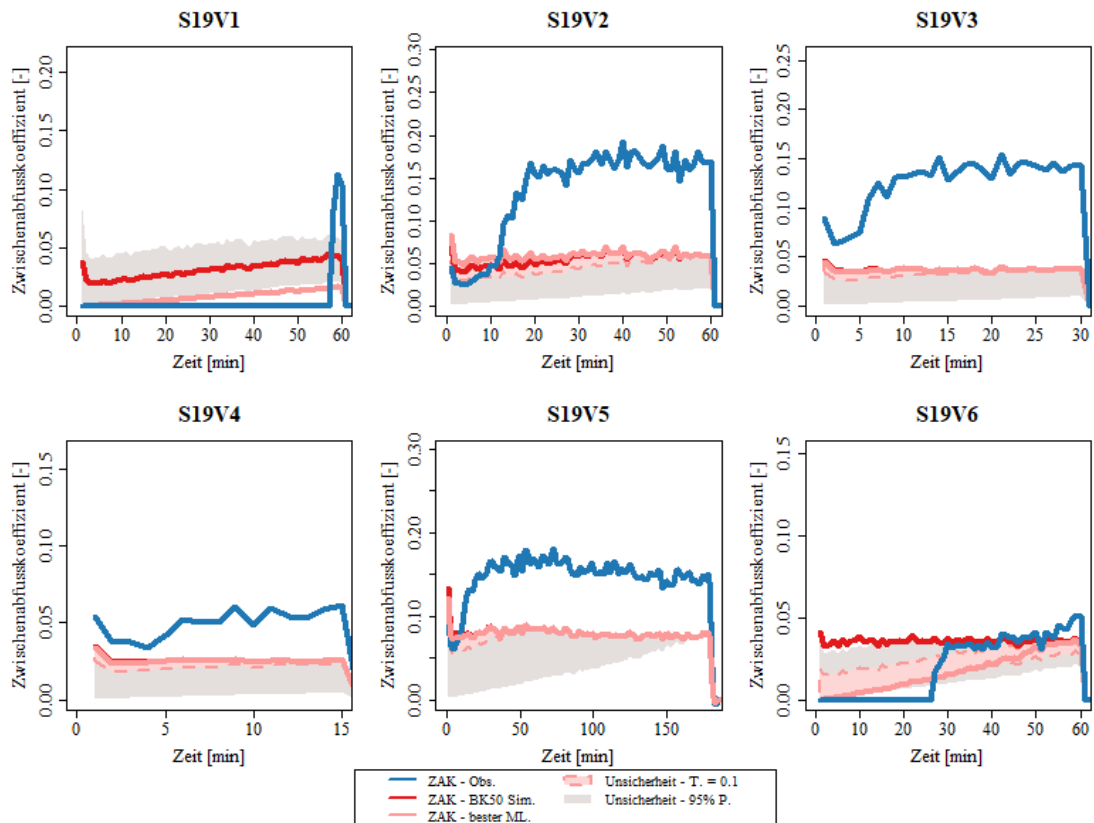 S19V1
S19V2
S19V3
Zwischenabflusskoeffizient [-]
0.00 0.05 0.10 0.15 0.20
0 10 20 30 40 50 60
Zeit [min]
Zwischenabflusskoeffizient [-]
0.00 0.05 0.10 0.15 0.20 0.30
0 10 20 30 40 50 60
Zeit [min]
Zwischenabflusskoeffizient [-]
0.00 0.05 0.10 0.15 0.25
0 5 10 15 20 25 30
Zeit [min]
S19V4
S19V5
S19V6
Zwischenabflusskoeffizient [-]
0.00 0.05 0.10 0.15
0 5 10 15
Zeit [min]
Zwischenabflusskoeffizient [-]
0.00 0.10 0.20 0.30
0 50 100 150
Zeit [min]
Zwischenabflusskoeffizient [-]
0.00 0.05 0.10 0.15
0 10 20 30 40 50 60
Zeit [min]
ZAK - Obs.
ZAK - BK50 Sim.
ZAK - bester ML.
Unsicherheit - T. = 0.1
Unsicherheit - 95% P.